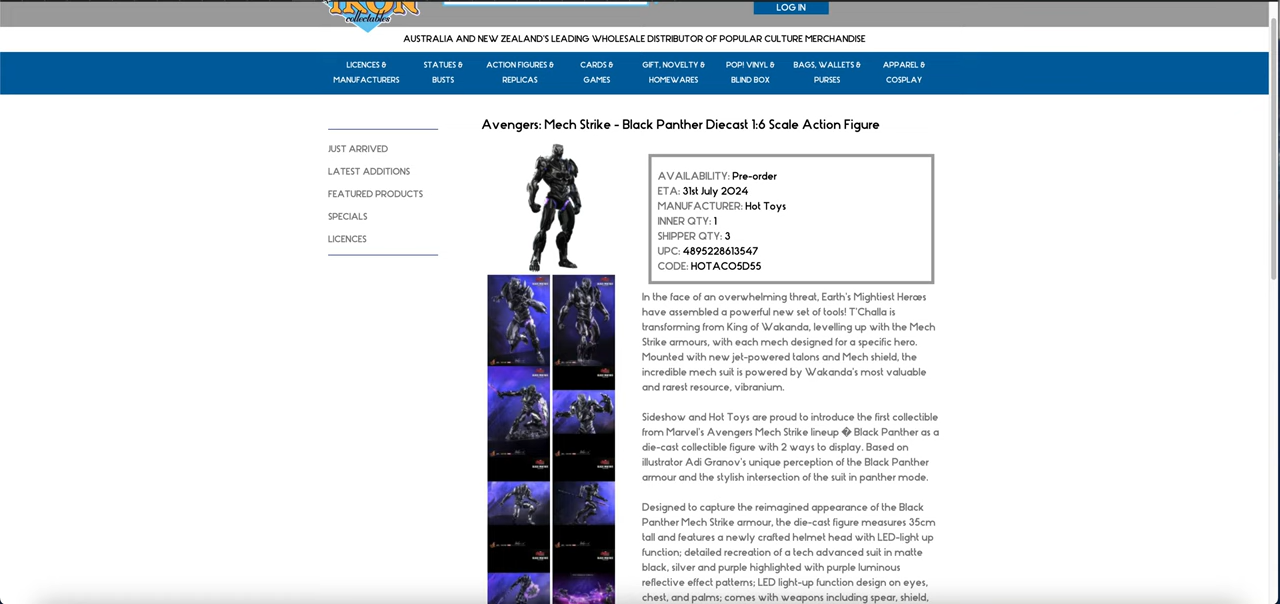 IRON
collectables
LOG IN
AUSTRALIA AND NEW ZEALAND'S LEADING WHOLESALE DISTRIBUTOR OF POPULAR CULTURE MERCHANDISE
LICENCES &
MANUFACTURERS
STATUES &
BUSTS
ACTION FIGURES &
REPLICAS
CARDS &
GAMES
GIFT, NOVELTY &
HOMEWARES
POP! VINYL &
BLIND BOX
BAGS, WALLETS &
PURSES
APPAREL &
COSPLAY
JUST ARRIVED
LATEST ADDITIONS
FEATURED PRODUCTS
SPECIALS
LICENCES
Avengers: Mech Strike - Black Panther Diecast 1:6 Scale Action Figure
AVAILABILITY: Pre-order
ETA: 31st July 2024
MANUFACTURER: Hot Toys
INNER QTY: 1
SHIPPER QTY: 3
UPC: 4895228613547
CODE: HOTACO5D55
In the face of an overwhelming threat, Earth's Mightiest Heroes
have assembled a powerful new set of tools! T'Challa is
transforming from King of Wakanda, levelling up with the Mech
Strike armours, with each mech designed for a specific hero.
Mounted with new jet-powered talons and Mech shield, the
incredible mech suit is powered by Wakanda's most valuable
and rarest resource, vibranium.
Sideshow and Hot Toys are proud to introduce the first collectible
from Marvel's Avengers Mech Strike lineup � Black Panther as a
die-cast collectible figure with 2 ways to display. Based on
illustrator Adi Granov's unique perception of the Black Panther
armour and the stylish intersection of the suit in panther mode.
Designed to capture the reimagined appearance of the Black
Panther Mech Strike armour, the die-cast figure measures 35cm
tall and features a newly crafted helmet head with LED-light up
function; detailed recreation of a tech advanced suit in matte
black, silver and purple highlighted with purple luminous
reflective effect patterns; LED light-up function design on eyes,
chest, and palms; comes with weapons including spear, shield,